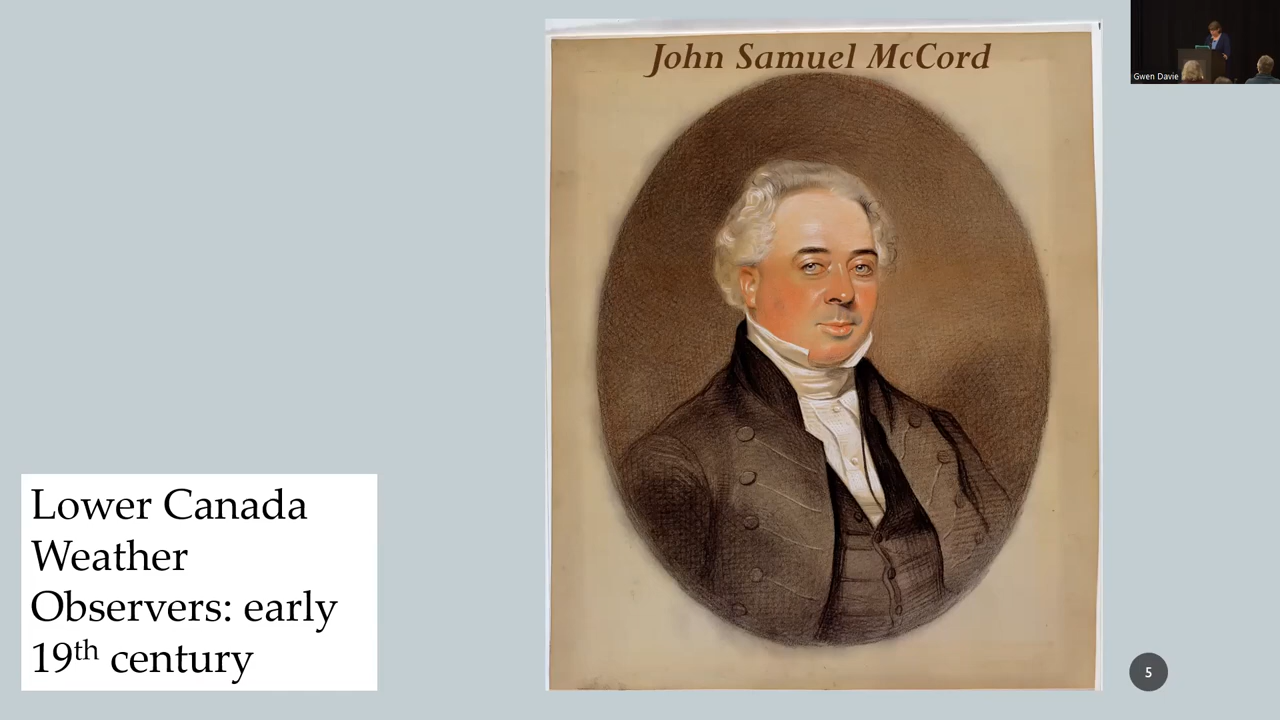 John Samuel McCord
Gwen Davie
Lower Canada
Weather
Observers: early
19th century
5